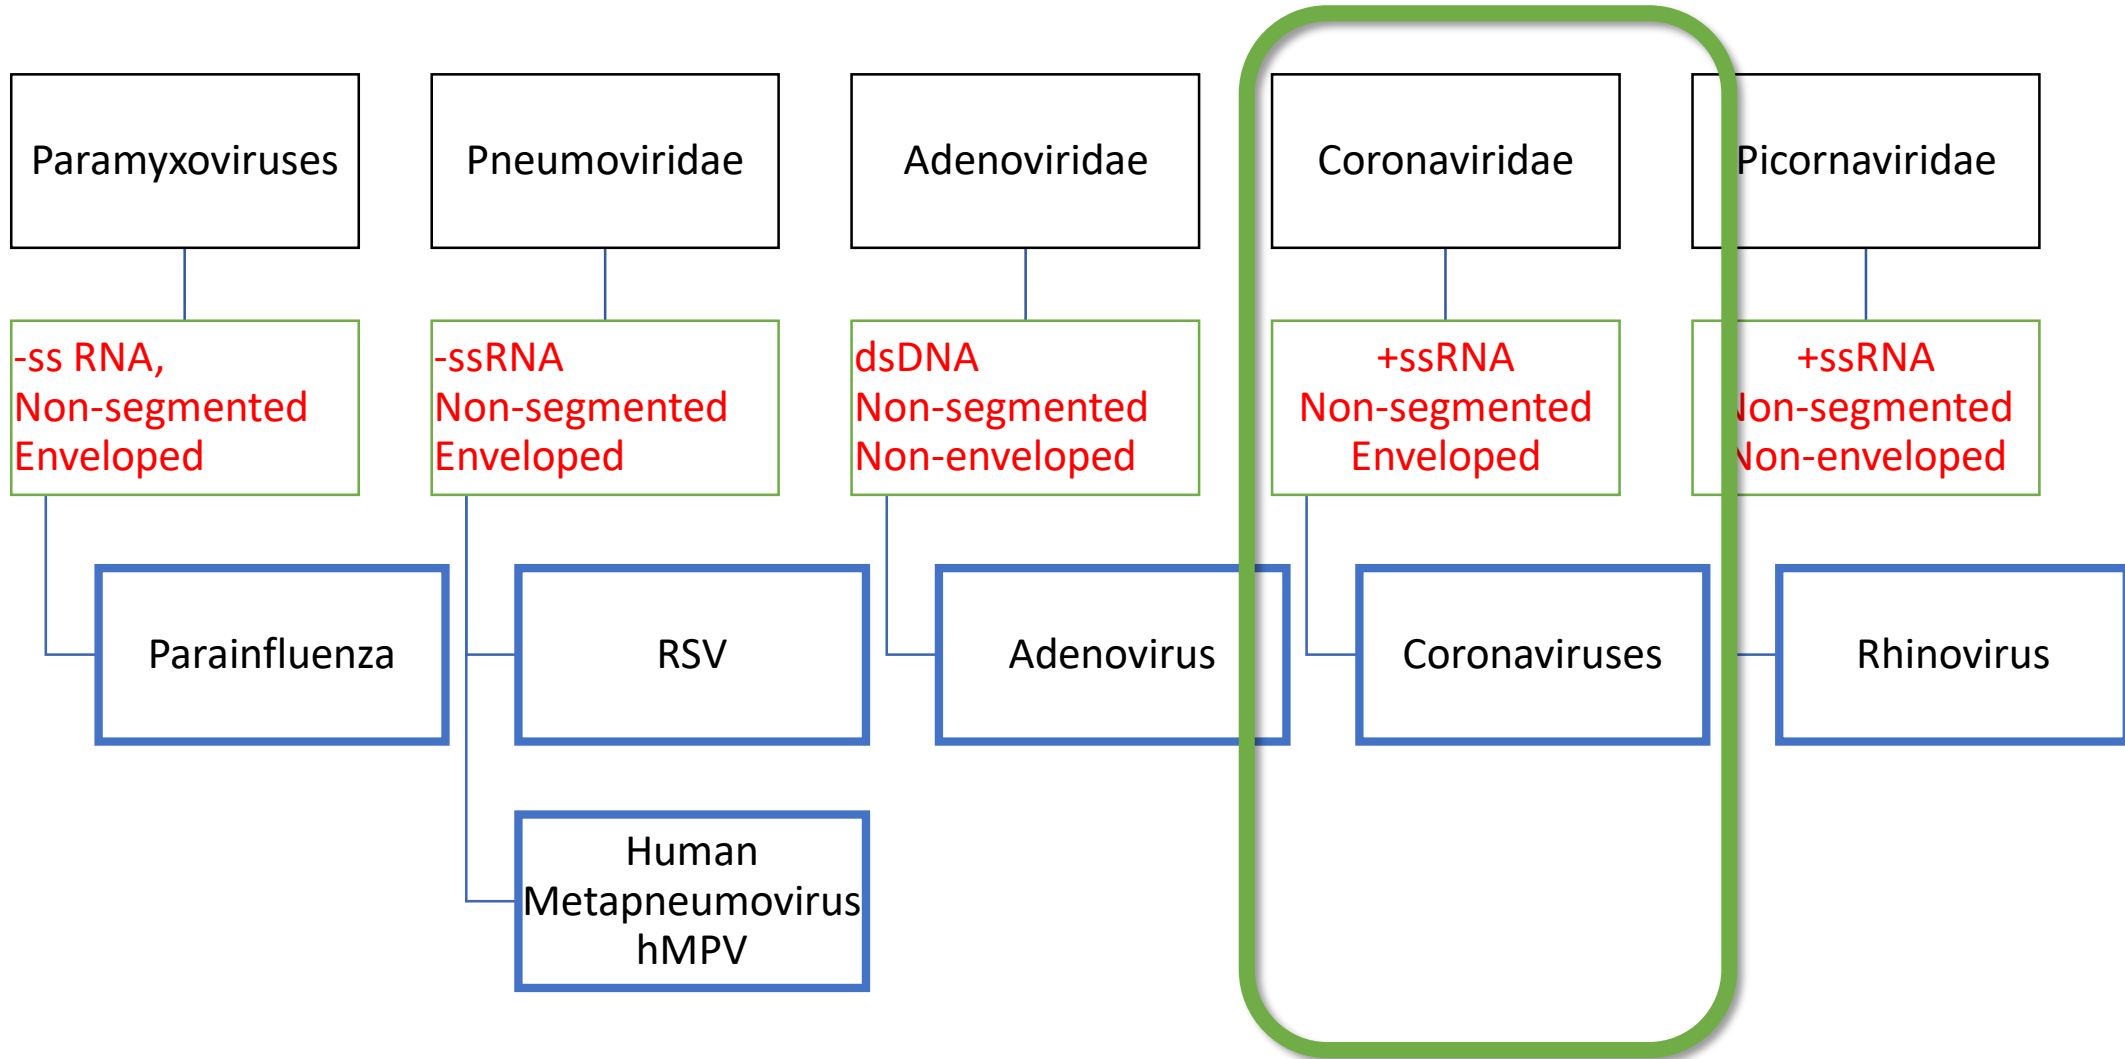 Paramyxoviruses
Pneumoviridae
Adenoviridae
Coronaviridae
Picornaviridae
-ss RNA,
Non-segmented
Enveloped
-ssRNA
Non-segmented
Enveloped
dsDNA
Non-segmented
Non-enveloped
+ssRNA
Non-segmented
Enveloped
+ssRNA
Non-segmented
Non-enveloped
Parainfluenza
RSV
Adenovirus
Coronaviruses
Rhinovirus
Human
Metapneumovirus
hMPV